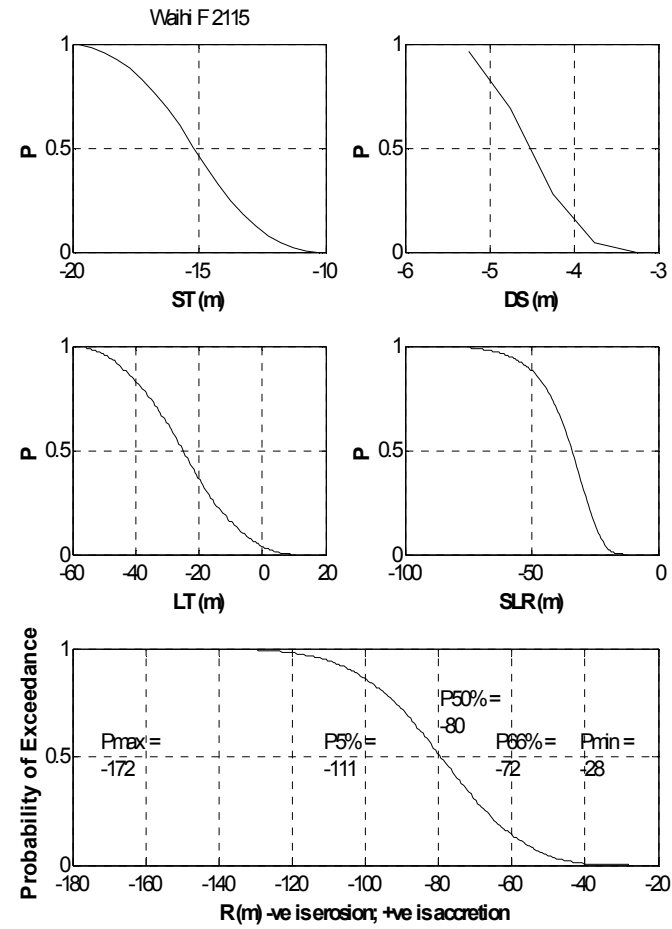 Waihi F 2115
1
0.5
0
P
-20
-15
-10
ST (m)
1
0.5
0
P
-6
-5
-4
-3
DS (m)
1
0.5
0
P
-60
-40
-20
0
20
LT (m)
1
0.5
0
P
-100
-50
0
SLR (m)
Probability of Exceedance
1
0.5
0
Pmax =
-172
P5% =
-111
P50% =
-80
P66% =
-72
Pmin =
-28
-180
-160
-140
-120
-100
-80
-60
-40
-20
R (m) -ve is erosion; +ve is accretion